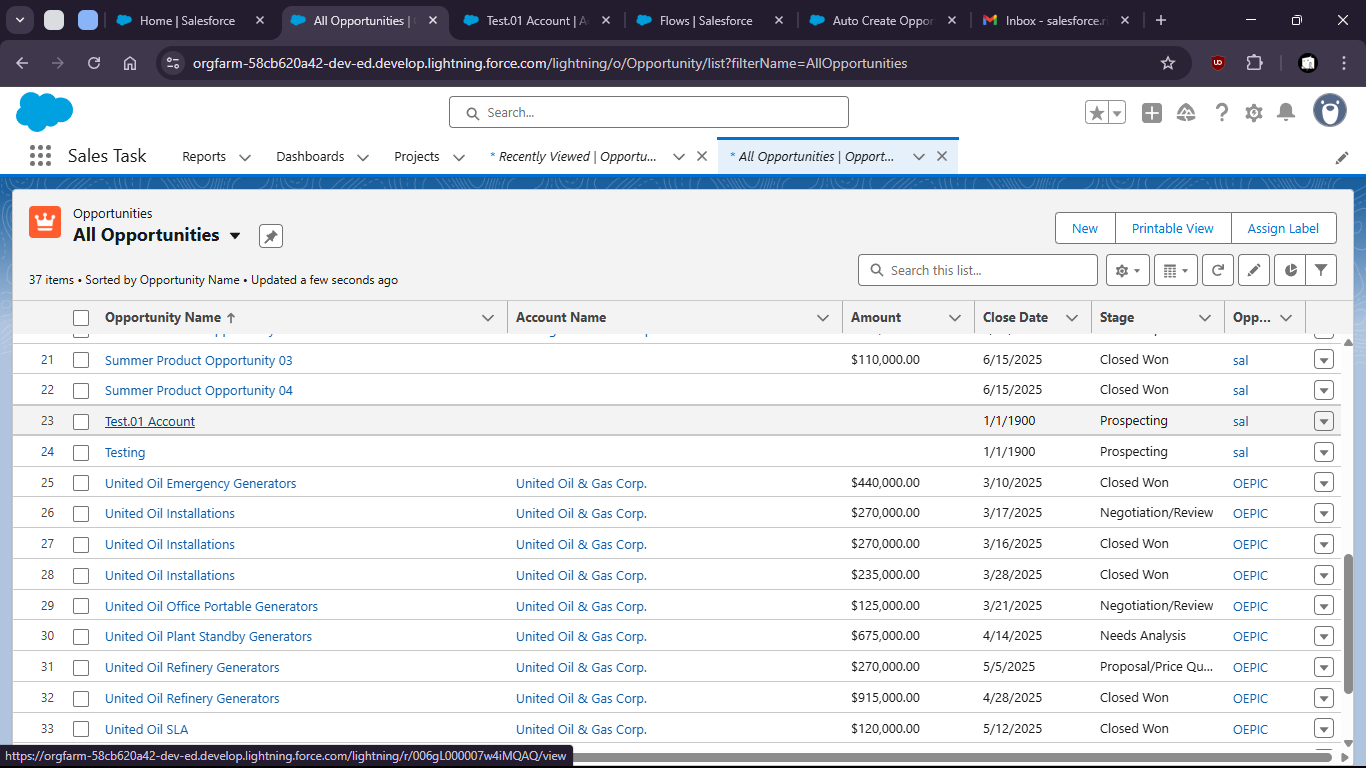 Home | Salesforce
All Opportunities |
Test.01 Account | A
Flows | Salesforce
Auto Create Oppor
Inbox - salesforce.r
orgfarm-58cb620a42-dev-ed.develop.lightning.force.com/lightning/o/Opportunity/list?filterName=AllOpportunities
Search...
Sales Task
Reports
Dashboards
Projects
* Recently Viewed | Opportu...
* All Opportunities | Opport...
Opportunities
All Opportunities
New
Printable View
Assign Label
37 items • Sorted by Opportunity Name • Updated a few seconds ago
Search this list...
Opportunity Name ↑ Account Name Amount Close Date Stage Opp...
21 Summer Product Opportunity 03 $110,000.00 6/15/2025 Closed Won sal
22 Summer Product Opportunity 04 6/15/2025 Closed Won sal
23 Test.01 Account 1/1/1900 Prospecting sal
24 Testing 1/1/1900 Prospecting sal
25 United Oil Emergency Generators United Oil & Gas Corp. $440,000.00 3/10/2025 Closed Won OEPIC
26 United Oil Installations United Oil & Gas Corp. $270,000.00 3/17/2025 Negotiation/Review OEPIC
27 United Oil Installations United Oil & Gas Corp. $270,000.00 3/16/2025 Closed Won OEPIC
28 United Oil Installations United Oil & Gas Corp. $235,000.00 3/28/2025 Closed Won OEPIC
29 United Oil Office Portable Generators United Oil & Gas Corp. $125,000.00 3/21/2025 Negotiation/Review OEPIC
30 United Oil Plant Standby Generators United Oil & Gas Corp. $675,000.00 4/14/2025 Needs Analysis OEPIC
31 United Oil Refinery Generators United Oil & Gas Corp. $270,000.00 5/5/2025 Proposal/Price Qu... OEPIC
32 United Oil Refinery Generators United Oil & Gas Corp. $915,000.00 4/28/2025 Closed Won OEPIC
33 United Oil SLA United Oil & Gas Corp. $120,000.00 5/12/2025 Closed Won OEPIC
https://orgfarm-58cb620a42-dev-ed.develop.lightning.force.com/lightning/r/006gL000007w4iMQAQ/view